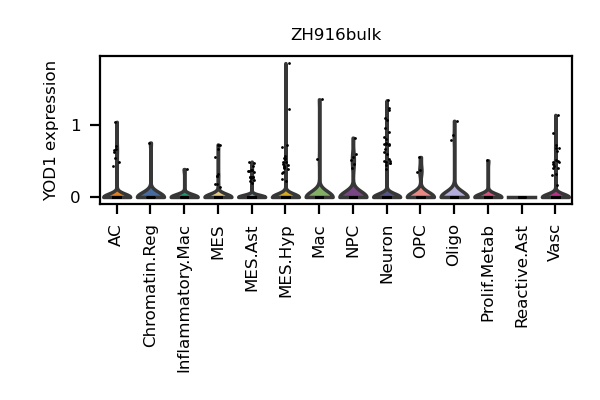 ZH916bulk
YOD1 expression
1
0
AC
Chromatin.Reg
Inflammatory.Mac
MES
MES.Ast
MES.Hyp
Mac
NPC
Neuron
OPC
Oligo
Prolif.Metab
Reactive.Ast
Vasc